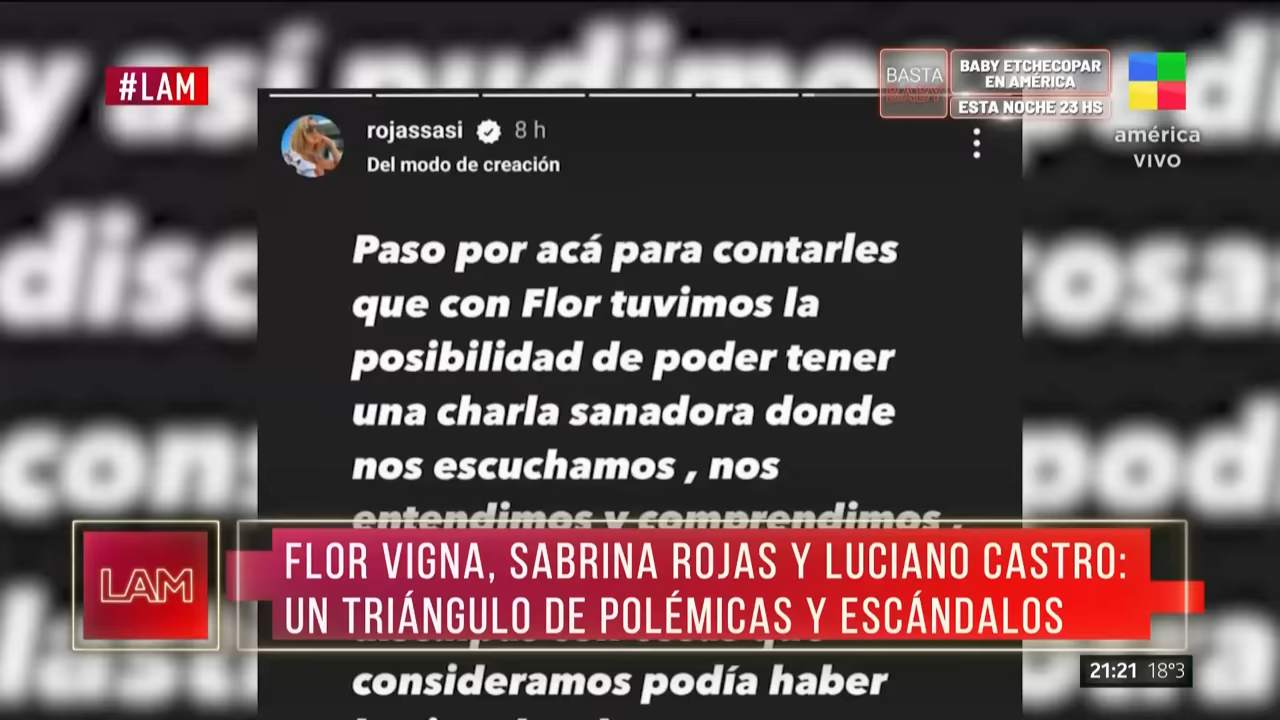 #LAM
BASTA
BABY
BABY ETCHECOPAR
EN AMÉRICA
ESTA NOCHE 23 HS
américa
VIVO
rojassasi 8 h
Del modo de creación
Paso por acá para contarles
que con Flor tuvimos la
posibilidad de poder tener
una charla sanadora donde
nos escuchamos , nos
entendimos y comprendimos ,
LAM
FLOR VIGNA, SABRINA ROJAS Y LUCIANO CASTRO:
UN TRIÁNGULO DE POLÉMICAS Y ESCÁNDALOS
consideramos podía haber
21:21 18°3